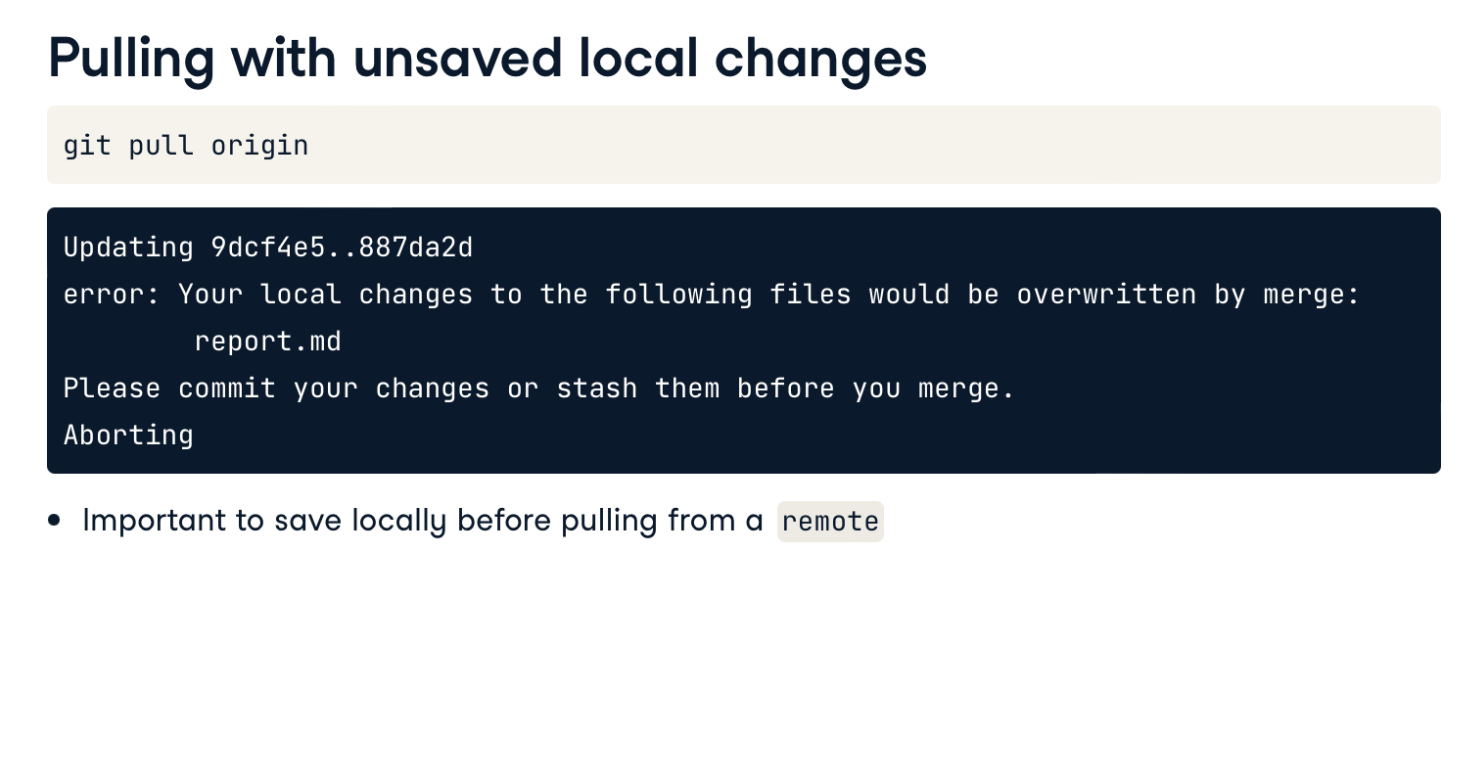 Pulling with unsaved local changes
git pull origin
Updating 9dcf4e5..887da2d
error: Your local changes to the following files would be overwritten by merge:
        report.md
Please commit your changes or stash them before you merge.
Aborting
• Important to save locally before pulling from a remote